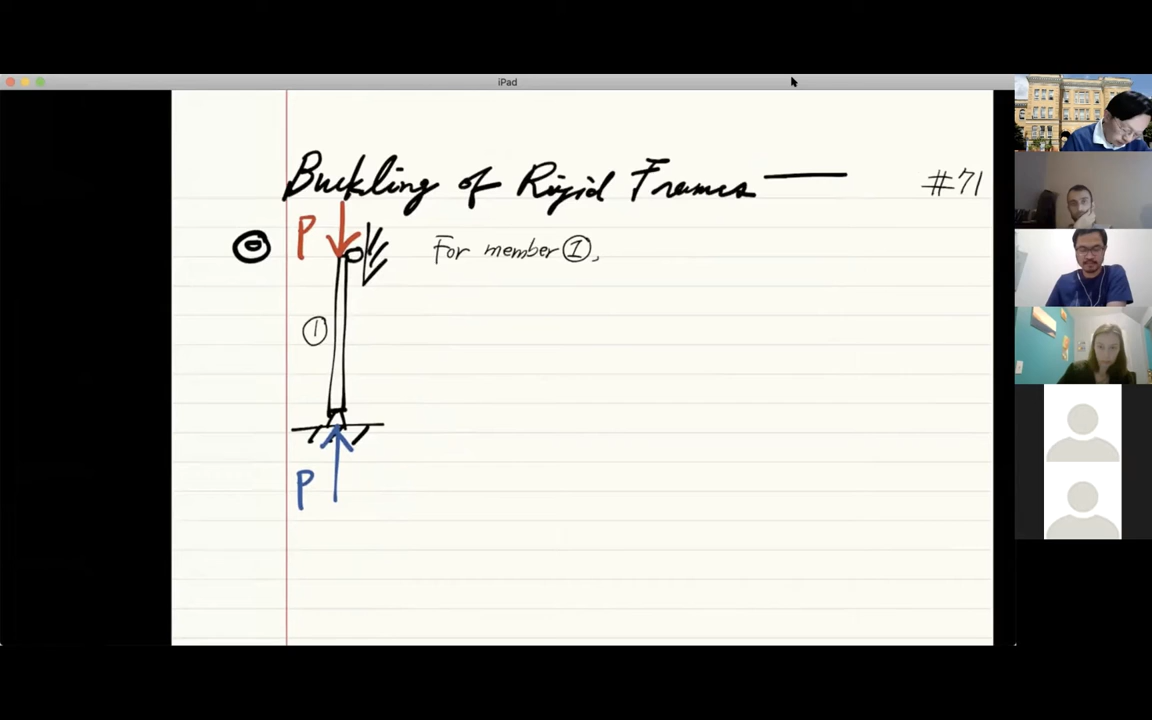 iPad
Buckling of Rigid Frames — #71
P
For member ①,
①
P